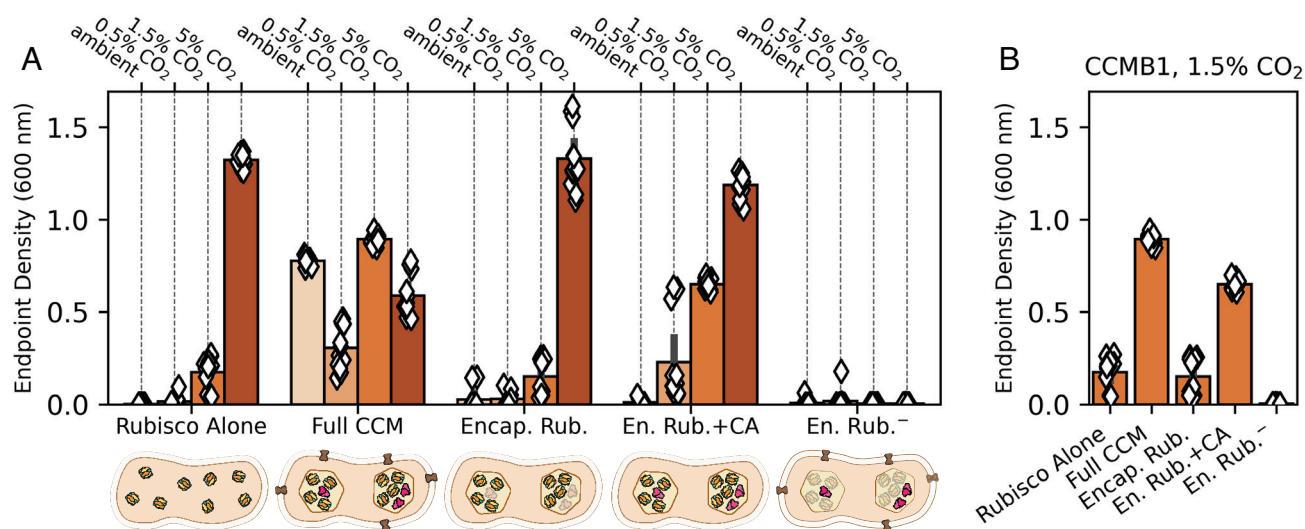 A
ambient
0.5% CO₂
1.5% CO₂
5% CO₂
ambient
0.5% CO₂
1.5% CO₂
5% CO₂
ambient
0.5% CO₂
1.5% CO₂
5% CO₂
ambient
0.5% CO₂
1.5% CO₂
5% CO₂
ambient
0.5% CO₂
1.5% CO₂
5% CO₂
Endpoint Density (600 nm)
1.5
1.0
0.5
0.0
Rubisco Alone
Full CCM
Encap. Rub.
En. Rub.+CA
En. Rub.⁻
B
CCMB1, 1.5% CO₂
Endpoint Density (600 nm)
1.5
1.0
0.5
0.0
Rubisco Alone
Full CCM
Encap. Rub.
En. Rub.+CA
En. Rub.⁻